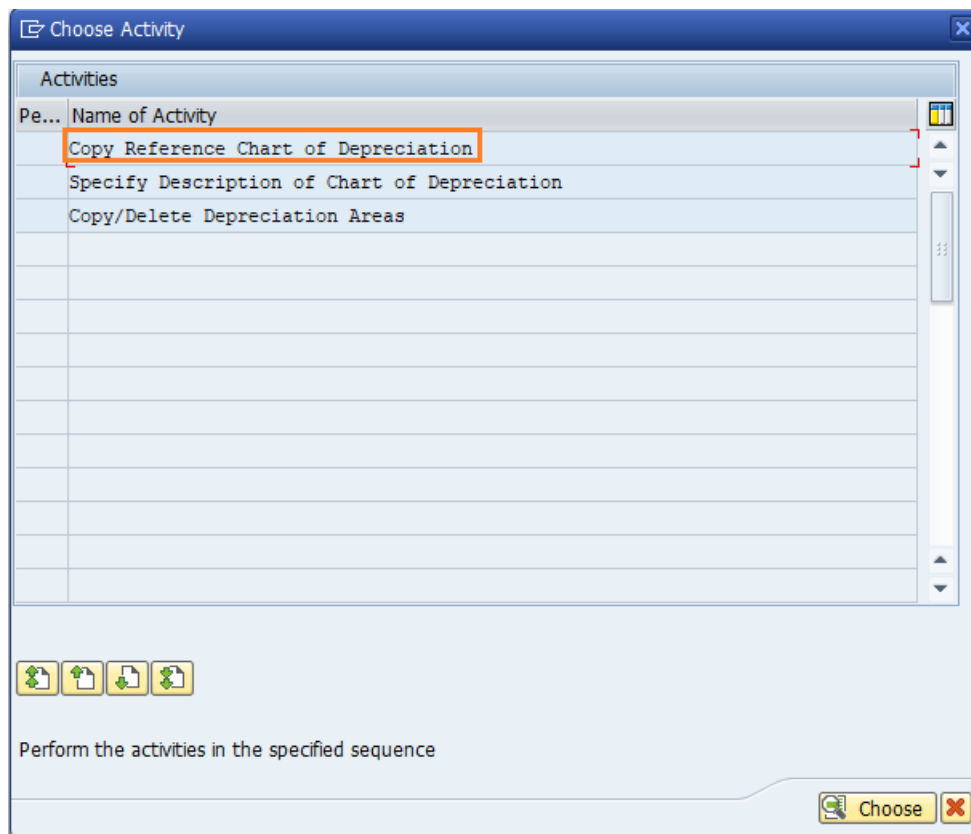 Choose Activity
Activities
Pe... Name of Activity
Copy Reference Chart of Depreciation
Specify Description of Chart of Depreciation
Copy/Delete Depreciation Areas
Perform the activities in the specified sequence
Choose